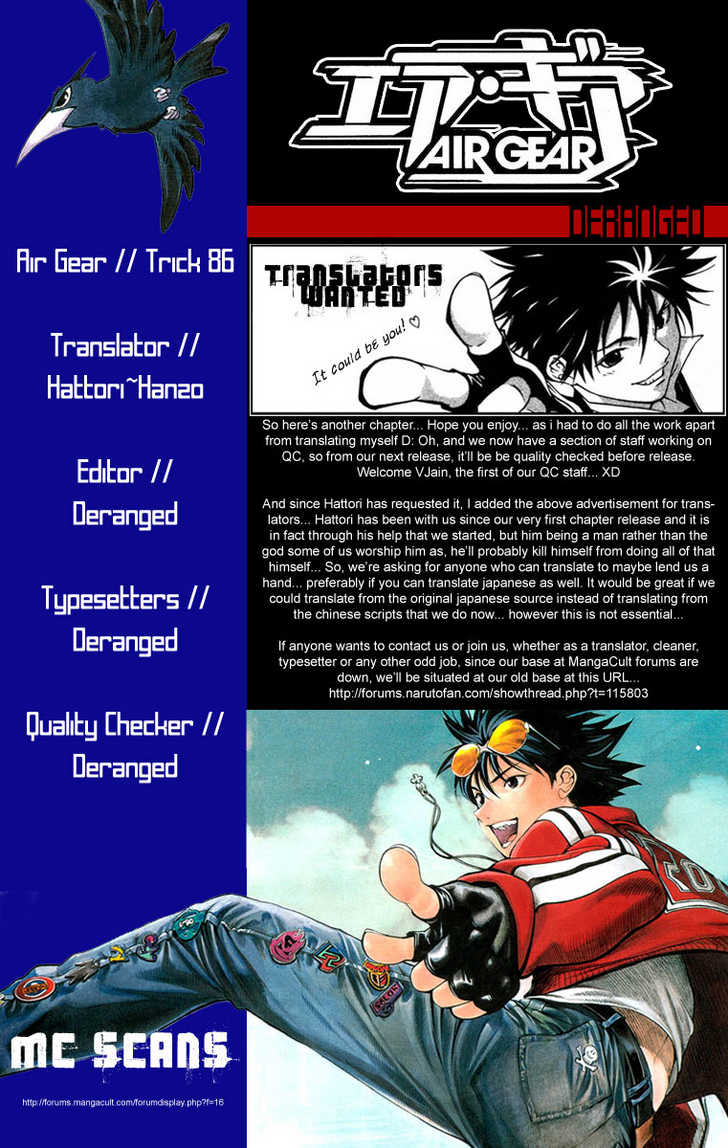 エア・ギア
AIR GEAR
DERANGED
Air Gear // Trick 86
Translator //
Hattori~Hanzo
Editor //
Deranged
Typesetters //
Deranged
Quality Checker //
Deranged
TRANSLATORS
WANTED
It could be you! ♡
So here's another chapter... Hope you enjoy... as i had to do all the work apart
from translating myself D: Oh, and we now have a section of staff working on
QC, so from our next release, it'll be be quality checked before release.
Welcome VJain, the first of our QC staff... XD
And since Hattori has requested it, I added the above advertisement for trans-
lators... Hattori has been with us since our very first chapter release and it is
in fact through his help that we started, but him being a man rather than the
god some of us worship him as, he'll probably kill himself from doing all of that
himself... So, we're asking for anyone who can translate to maybe lend us a
hand... preferably if you can translate japanese as well. It would be great if we
could translate from the original japanese source instead of translating from
the chinese scripts that we do now... however this is not essential...
If anyone wants to contact us or join us, whether as a translator, cleaner,
typesetter or any other odd job, since our base at MangaCult forums are
down, we'll be situated at our old base at this URL...
http://forums.narutofan.com/showthread.php?t=115803
MC SCANS
http://forums.mangacult.com/forumdisplay.php?f=16